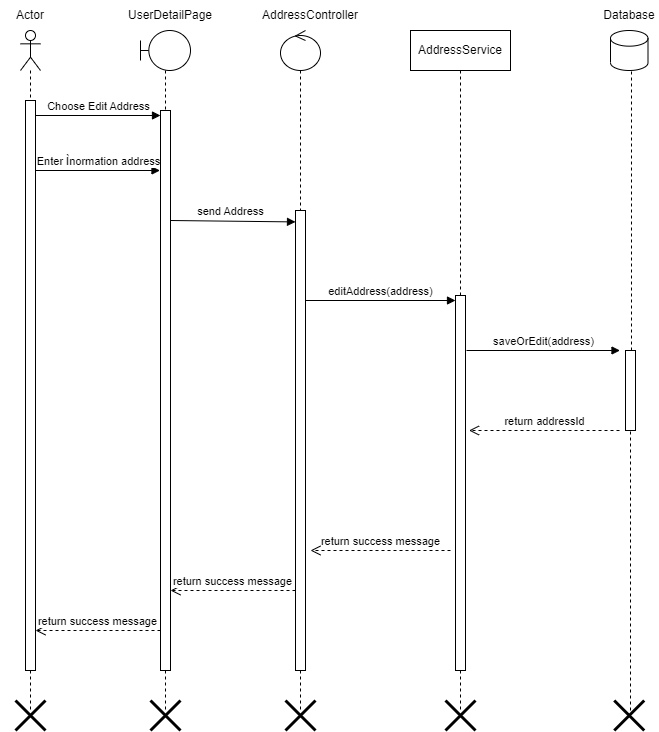 Actor
UserDetailPage
AddressController
AddressService
Database
Choose Edit Address
Enter Ìnormation address
send Address
editAddress(address)
saveOrEdit(address)
return addressId
return success message
return success message
return success message